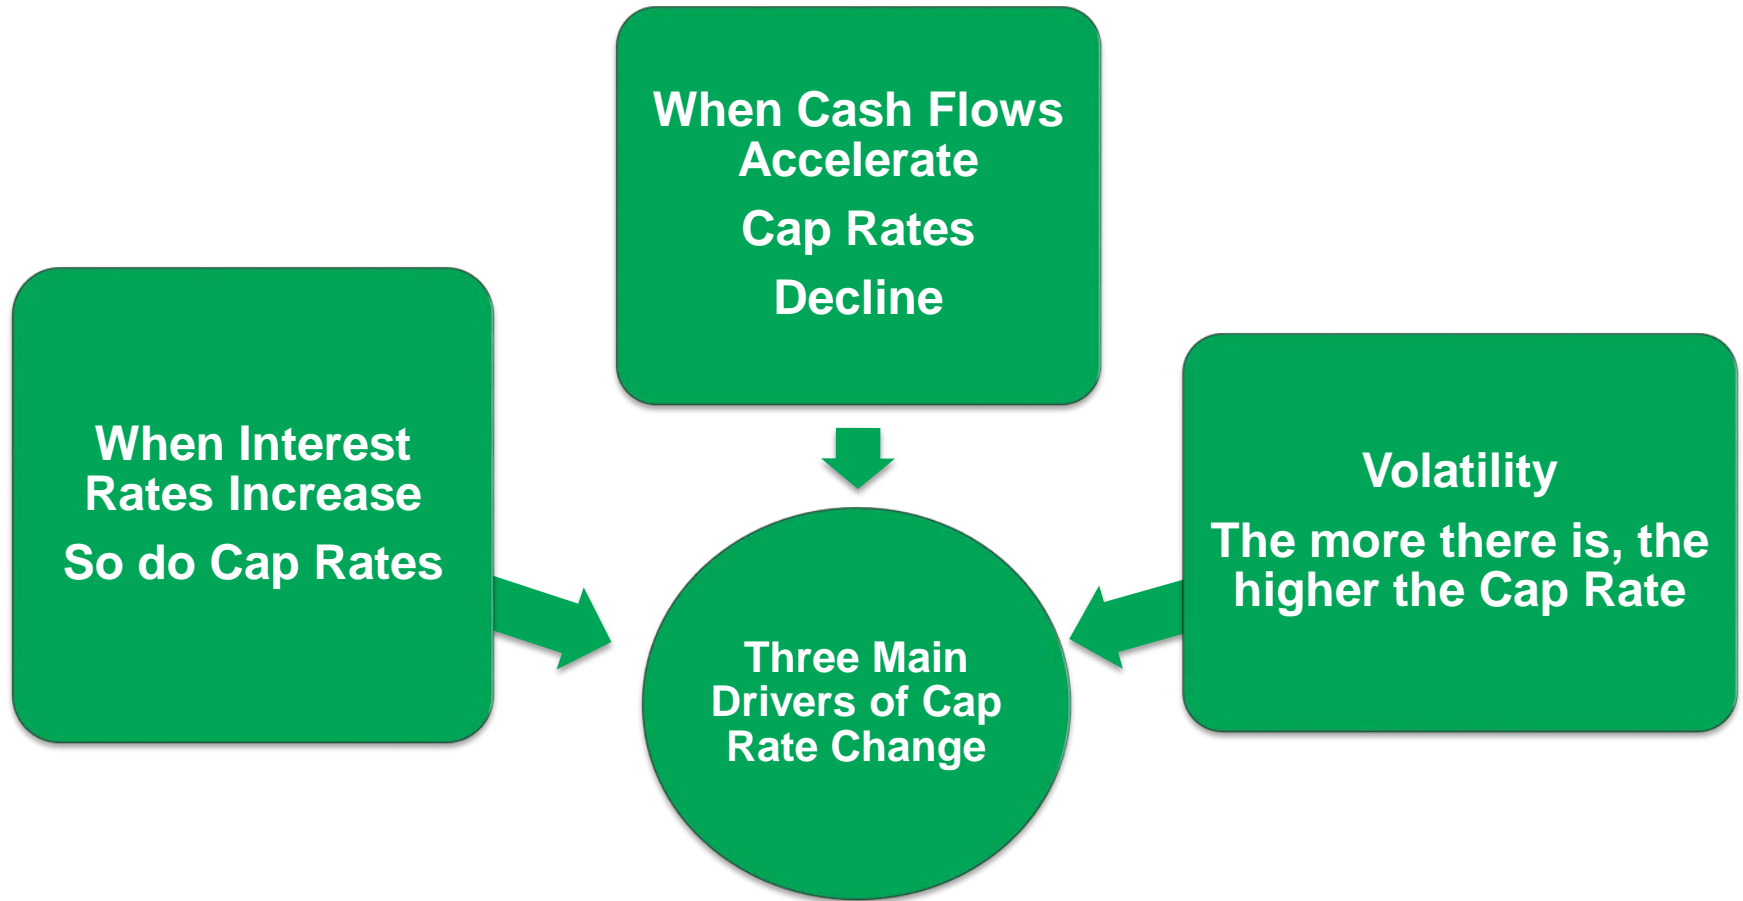 When Cash Flows
Accelerate
Cap Rates
Decline
When Interest
Rates Increase
So do Cap Rates
Volatility
The more there is, the
higher the Cap Rate
Three Main
Drivers of Cap
Rate Change